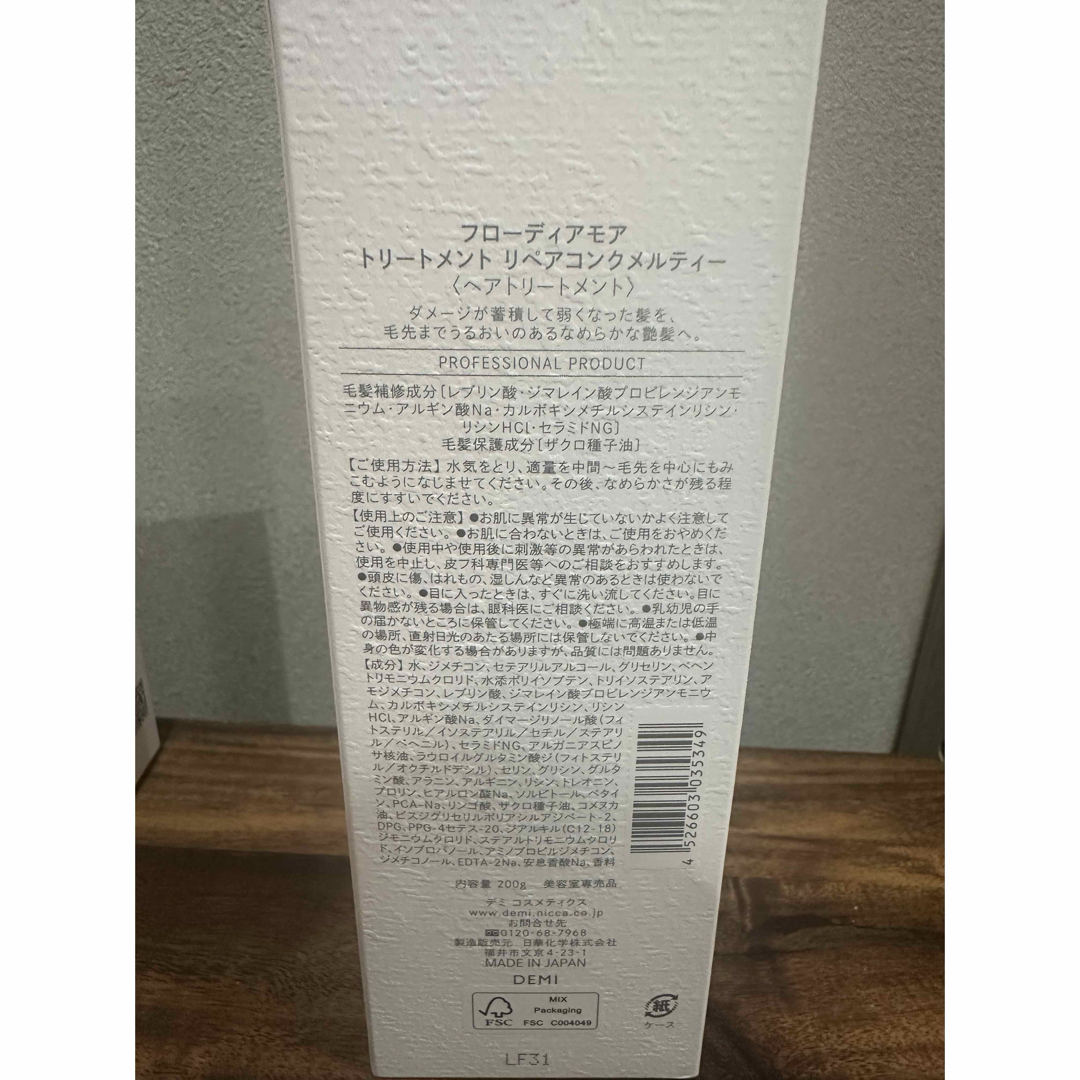 フローディアモア
トリートメント リペアコンクメルティー
〈ヘアトリートメント〉
ダメージが蓄積して弱くなった髪を、
毛先までうるおいのあるなめらかな艶髪へ。
PROFESSIONAL PRODUCT
毛髪補修成分〔レブリン酸・ジマレイン酸プロピレンジアンモ
ニウム・アルギン酸Na・カルボキシメチルシステインリシン・
リシンHCl・セラミドNG〕
毛髪保護成分〔ザクロ種子油〕
【ご使用方法】水気をとり、適量を中間～毛先を中心にもみ
こむようになじませてください。その後、なめらかさが残る程
度にすすいでください。
【使用上のご注意】●お肌に異常が生じていないかよく注意して
ご使用ください。●お肌に合わないときは、ご使用をおやめくだ
さい。●使用中や使用後に刺激等の異常があらわれたときは、
使用を中止し、皮フ科専門医等へのご相談をおすすめします。
●頭皮に傷、はれもの、湿しんなど異常のあるときは使わないで
ください。●目に入ったときは、すぐに洗い流してください。目に
異物感が残る場合は、眼科医にご相談ください。●乳幼児の手
の届かないところに保管してください。●極端に高温または低温
の場所、直射日光のあたる場所には保管しないでください。●中
身の色が変化する場合がありますが、品質には問題ありません。
【成分】水、ジメチコン、セテアリルアルコール、グリセリン、ベヘン
トリモニウムクロリド、水添ポリイソブテン、トリイソステアリン、ア
モジメチコン、レブリン酸、ジマレイン酸プロピレンジアンモニウ
ム、カルボキシメチルシステインリシン、リシン
HCl、アルギン酸Na、ダイマージリノール酸（フィ
トステリル／イソステアリル／セチル／ステアリ
ル／ベヘニル）、セラミドNG、アルガニアスピノ
サ核油、ラウロイルグルタミン酸ジ（フィトステリ
ル／オクチルドデシル）、セリン、グリシン、グルタ
ミン酸、アラニン、アルギニン、リシン、トレオニン、
プロリン、ヒアルロン酸Na、ソルビトール、ベタイ
ン、PCA-Na、リンゴ酸、ザクロ種子油、コメヌカ
油、ビスジグリセリルポリアシルアジペート-2、
DPG、PPG-4セテス-20、ジアルキル（C12-18）
ジモニウムクロリド、ステアルトリモニウムクロリ
ド、イソプロパノール、アミノプロピルジメチコン、
ジメチコノール、EDTA-2Na、安息香酸Na、香料
4 526603 035349
内容量 200g 美容室専売品
デミ コスメティクス
www.demi.nicca.co.jp
お問合せ先
0120-68-7968
製造販売元 日華化学株式会社
福井市文京4-23-1
MADE IN JAPAN
DEMI
FSC
MIX
Packaging
FSC C004049
紙
ケース
LF31